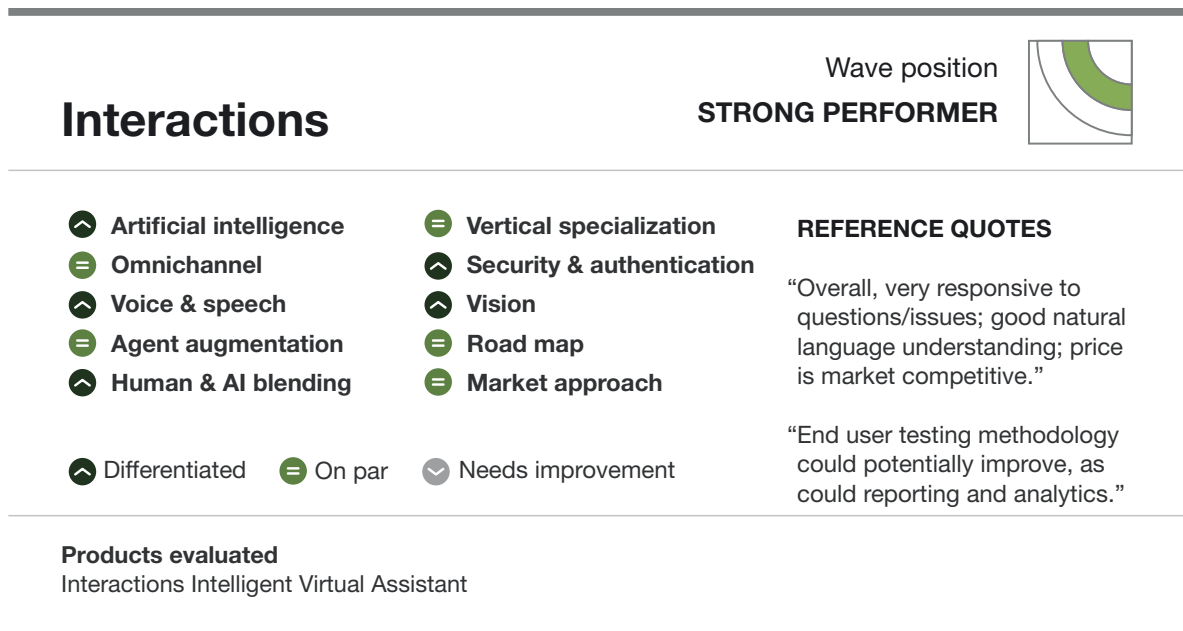 Wave position
STRONG PERFORMER
Interactions
Artificial intelligence
Omnichannel
Voice & speech
Agent augmentation
Human & AI blending
Vertical specialization
Security & authentication
Vision
Road map
Market approach
Differentiated
On par
Needs improvement
REFERENCE QUOTES
“Overall, very responsive to
questions/issues; good natural
language understanding; price
is market competitive.”
“End user testing methodology
could potentially improve, as
could reporting and analytics.”
Products evaluated
Interactions Intelligent Virtual Assistant